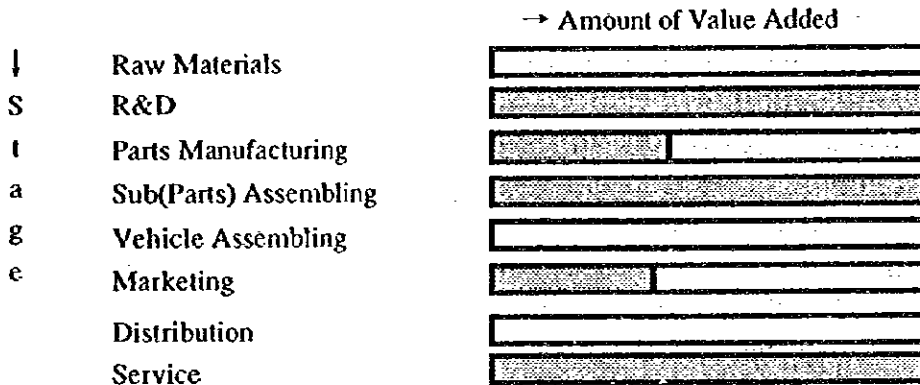 → Amount of Value Added
↓ Raw Materials
S R&D
t Parts Manufacturing
a Sub(Parts) Assembling
g Vehicle Assembling
e Marketing
Distribution
Service